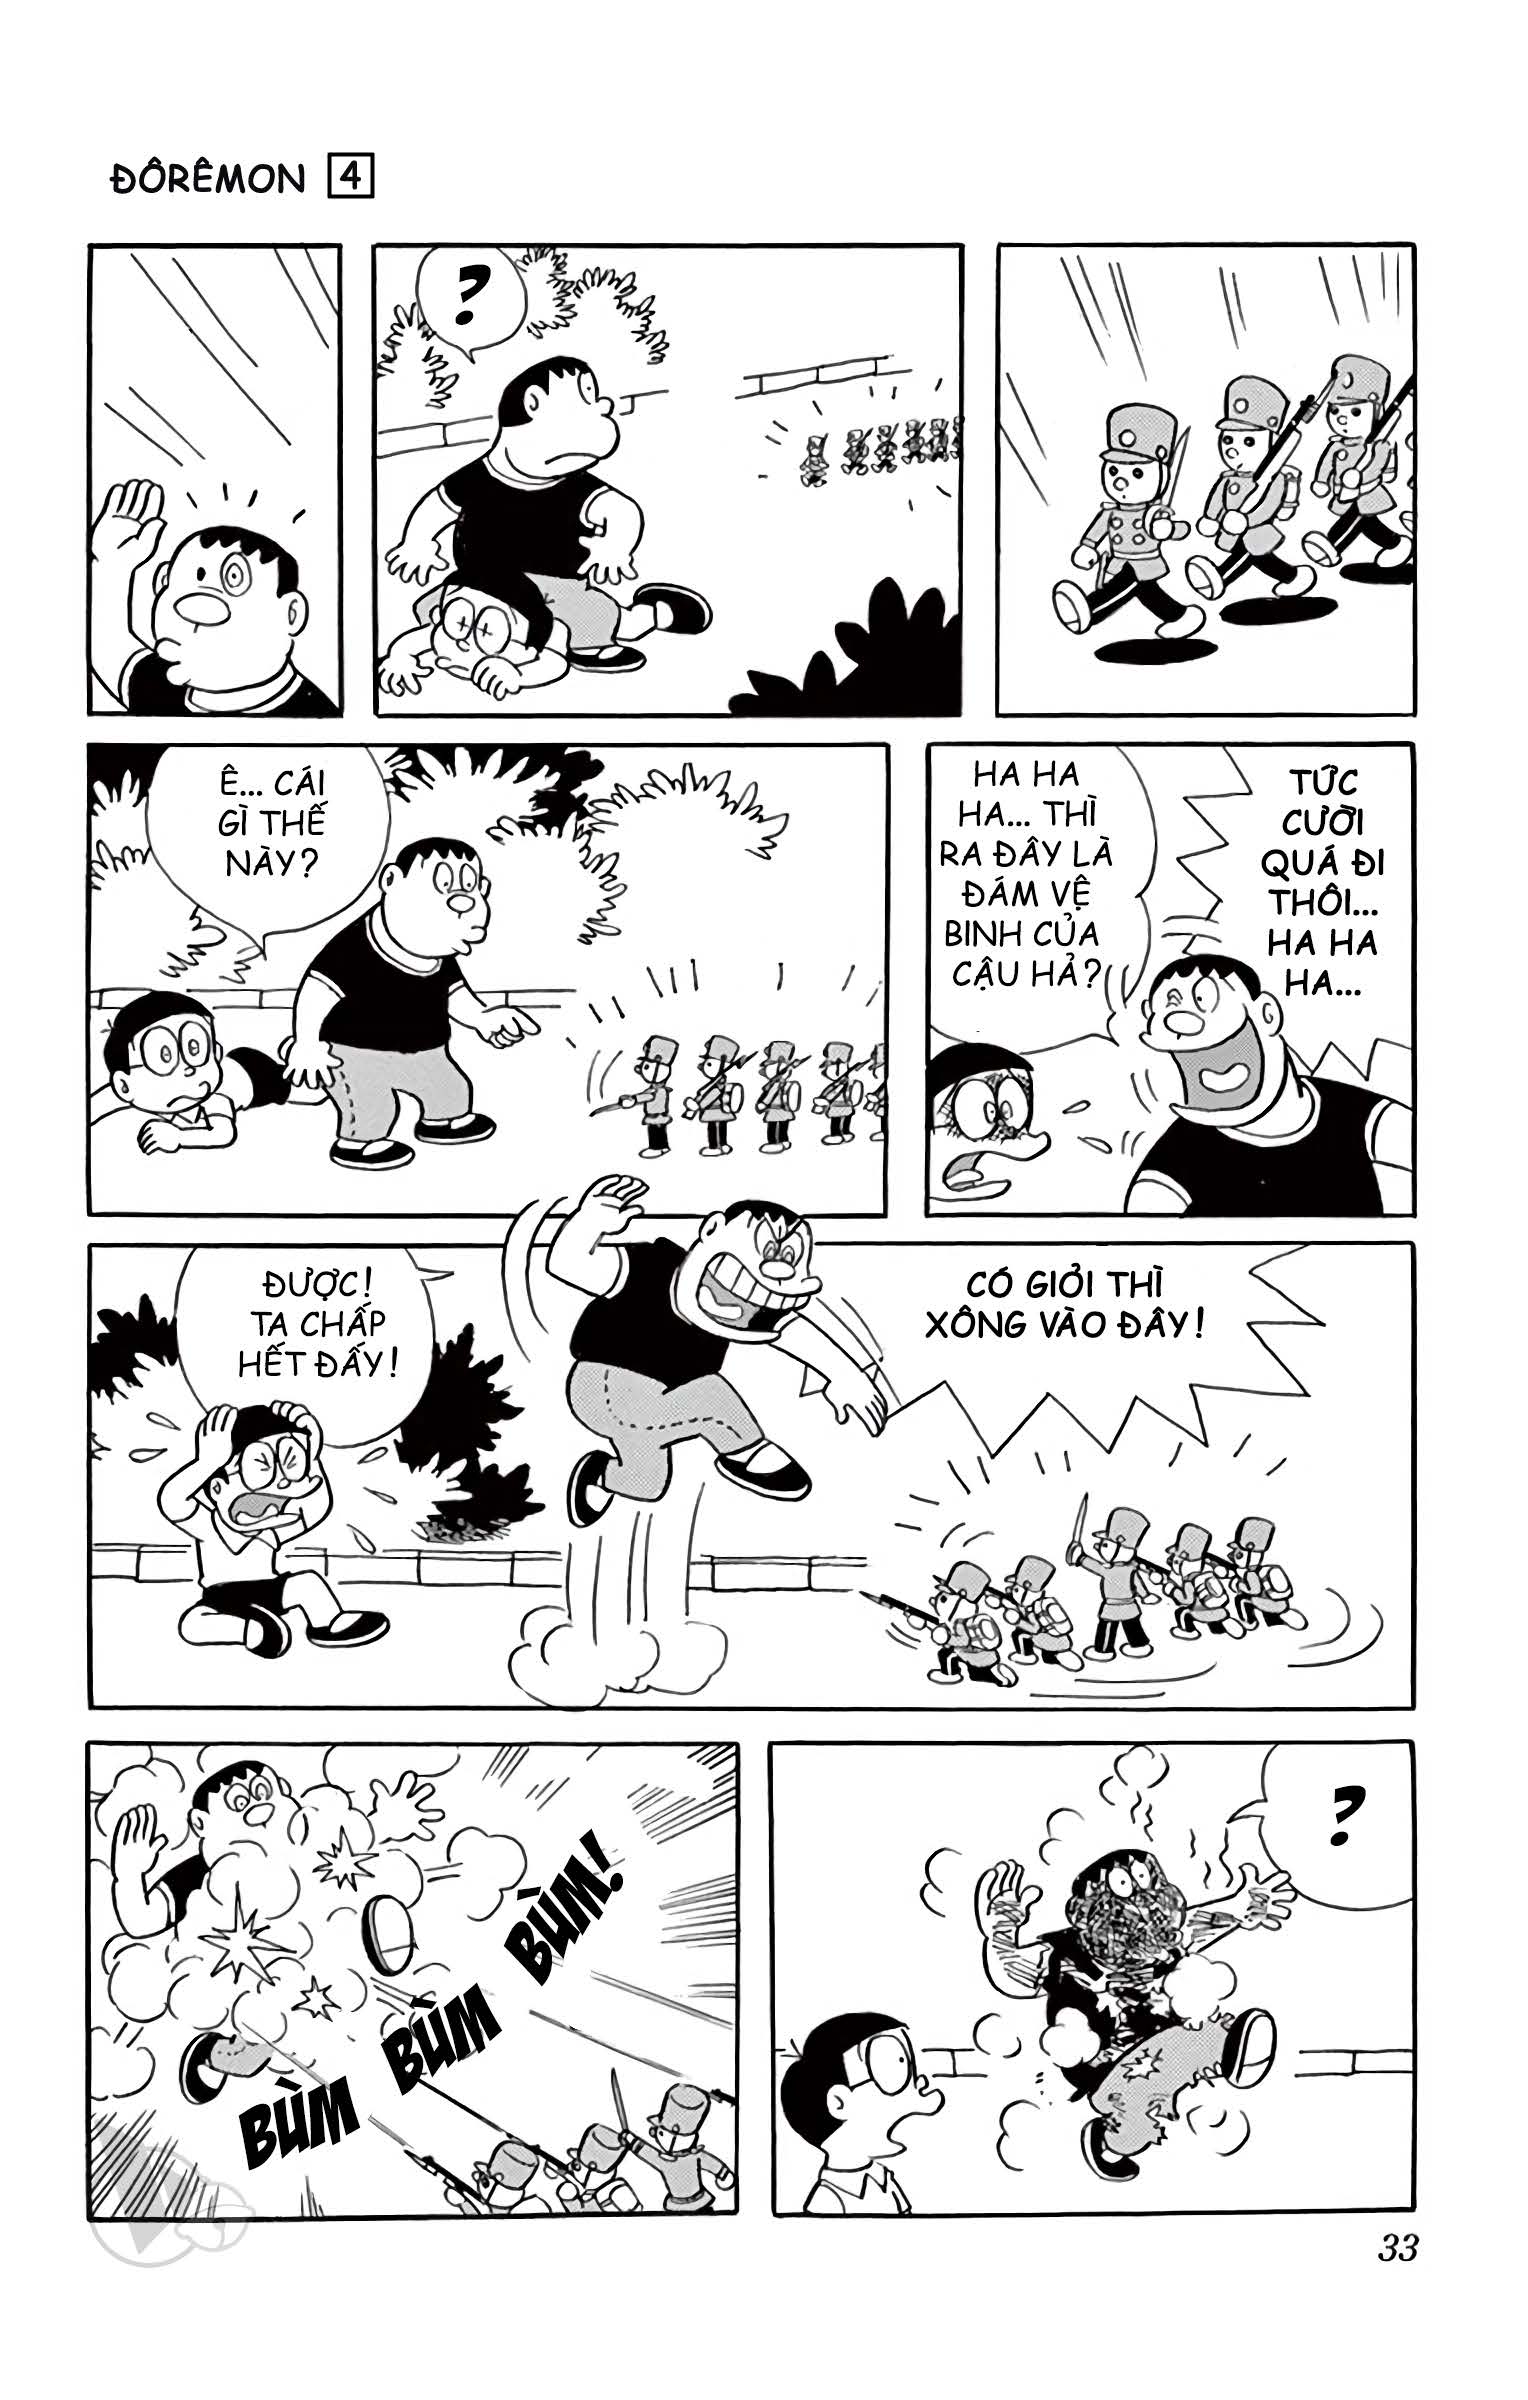 ĐÔRÊMON 4
?
Ê... CÁI
GÌ THẾ
NÀY?
HA HA
HA... THÌ
RA ĐÂY LÀ
ĐÁM VỆ
BINH CỦA
CẬU HẢ?
TỨC
CƯỜI
QUÁ ĐI
THÔI...
HA HA
HA...
ĐƯỢC!
TA CHẤP
HẾT ĐẤY!
CÓ GIỎI THÌ
XÔNG VÀO ĐÂY!
BÙM
BÙM
BÙM!
?
33